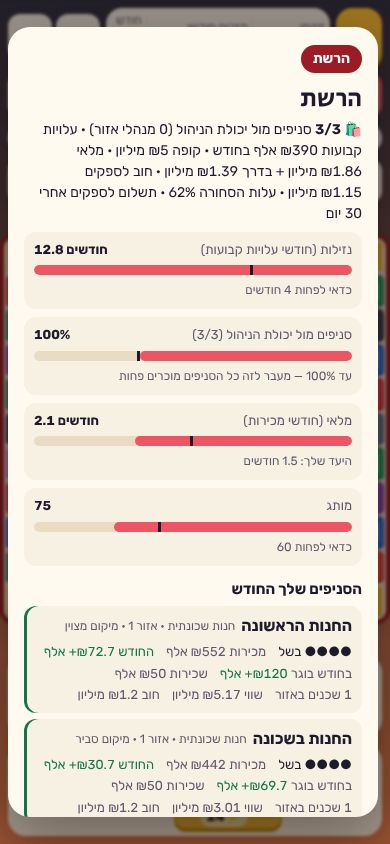 הרשת
הרשת
🛍️ 3/3 סניפים מול יכולת הניהול (0 מנהלי אזור) · עלויות
קבועות ₪390 אלף בחודש · קופה ₪5 מיליון · מלאי
₪1.86 מיליון + בדרך ₪1.39 מיליון · חוב לספקים
₪1.15 מיליון · עלות הסחורה 62% · תשלום לספקים אחרי
30 יום
נזילות (חודשי עלויות קבועות) 12.8 חודשים
כדאי לפחות 4 חודשים
סניפים מול יכולת הניהול (3/3) 100%
עד 100% — מעבר לזה כל הסניפים מוכרים פחות
מלאי (חודשי מכירות) 2.1 חודשים
היעד שלך: 1.5 חודשים
מותג 75
כדאי לפחות 60
הסניפים שלך החודש
החנות הראשונה חנות שכונתית · אזור 1 · מיקום מצוין
●●●● בשל מכירות ₪552 אלף החודש ₪+72.7 אלף
בחודש בוגר ₪+120 אלף שכירות ₪50 אלף
1 שכנים באזור שווי ₪5.17 מיליון חוב ₪1.2 מיליון
החנות בשכונה חנות שכונתית · אזור 1 · מיקום סביר
●●●● בשל מכירות ₪442 אלף החודש ₪+30.7 אלף
בחודש בוגר ₪+69.7 אלף שכירות ₪50 אלף
1 שכנים באזור שווי ₪3.01 מיליון חוב ₪1.2 מיליון